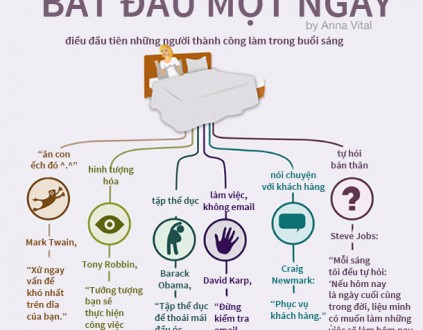 BẮT ĐẦU MỘT NGÀY
by Anna Vital
điều đầu tiên những người thành công làm trong buổi sáng
“ăn con
ếch đó ^.^”
hình tượng
hóa
tập thể dục
làm việc,
không email
nói chuyện
với khách hàng
tự hỏi
bản thân
Mark Twain,
“Xử ngay
vấn đề
khó nhất
trên đĩa
của bạn.”
Tony Robbin,
“Tưởng tượng
bạn sẽ
thực hiện
công việc
Barack
Obama,
“Tập thể dục
để thoải mái
đầu óc
David Karp,
“Đừng
kiểm tra
email
Craig
Newmark:
“Phục vụ
khách hàng.”
Steve Jobs:
“Mỗi sáng
tôi đều tự hỏi:
‘Nếu hôm nay
là ngày cuối cùng
trong đời, liệu mình
có muốn làm những
việc sẽ làm hôm nay